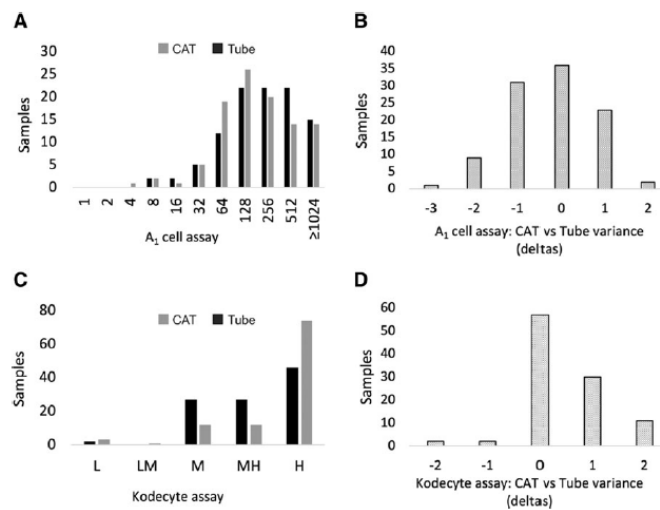 A
CAT Tube
Samples
30
25
20
15
10
5
0
1 2 4 8 16 32 64 128 256 512 ≥1024
A₁ cell assay
B
Samples
40
35
30
25
20
15
10
5
0
-3 -2 -1 0 1 2
A₁ cell assay: CAT vs Tube variance
(deltas)
C
CAT Tube
Samples
80
60
40
20
0
L LM M MH H
Kodecyte assay
D
Samples
60
50
40
30
20
10
0
-2 -1 0 1 2
Kodecyte assay: CAT vs Tube variance
(deltas)